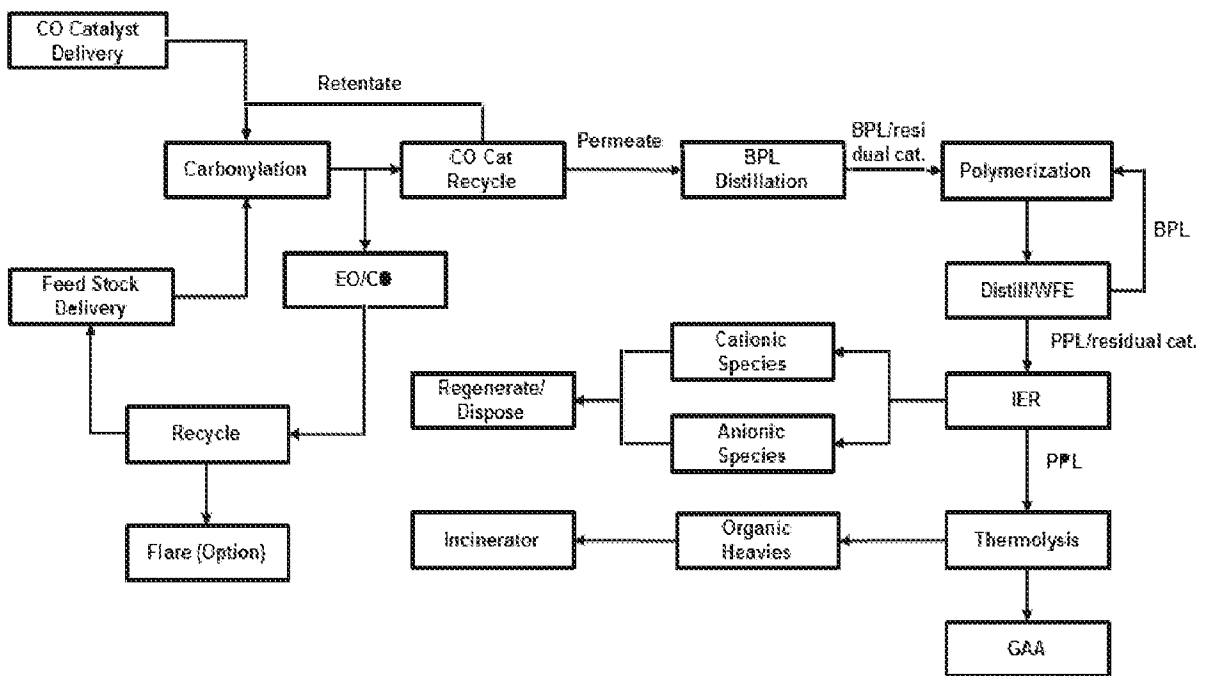 CO Catalyst
Delivery
Retentate
Carbonylation
CO Cat
Recycle
Permeate
BPL
Distillation
BPL/resi
dual cat.
Polymerization
BPL
Feed Stock
Delivery
EO/CO
Distill/WFE
PPL/residual cat.
Cationic
Species
Regenerate/
Dispose
IER
Recycle
Anionic
Species
PPL
Flare (Option)
Incinerator
Organic
Heavies
Thermolysis
GAA